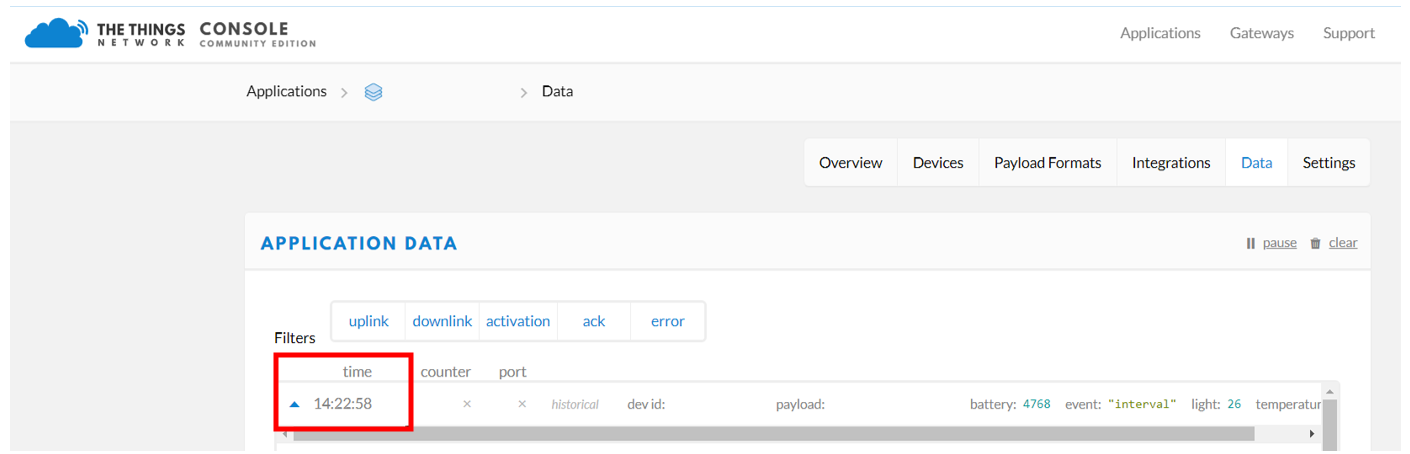 THE THINGS CONSOLE Applications Gateways Support
NETWORK COMMUNITY EDITION
Applications > > Data
Overview Devices Payload Formats Integrations Data Settings
APPLICATION DATA pause clear
uplink downlink activation ack error
Filters
time counter port
14:22:58 × × historical dev id: payload: battery: 4768 event: "interval" light: 26 temperatur